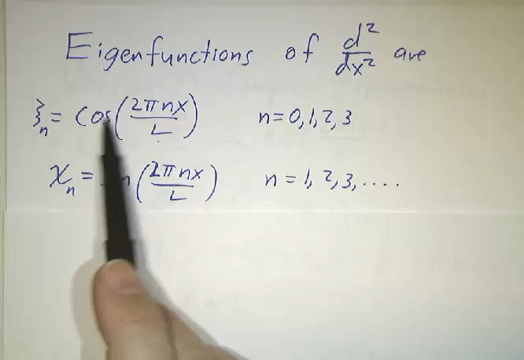 Eigenfunctions of d²/dx² are
ξₙ = Cos(2πnx/L) n = 0, 1, 2, 3
χₙ = n(2πnx/L) n = 1, 2, 3, ....